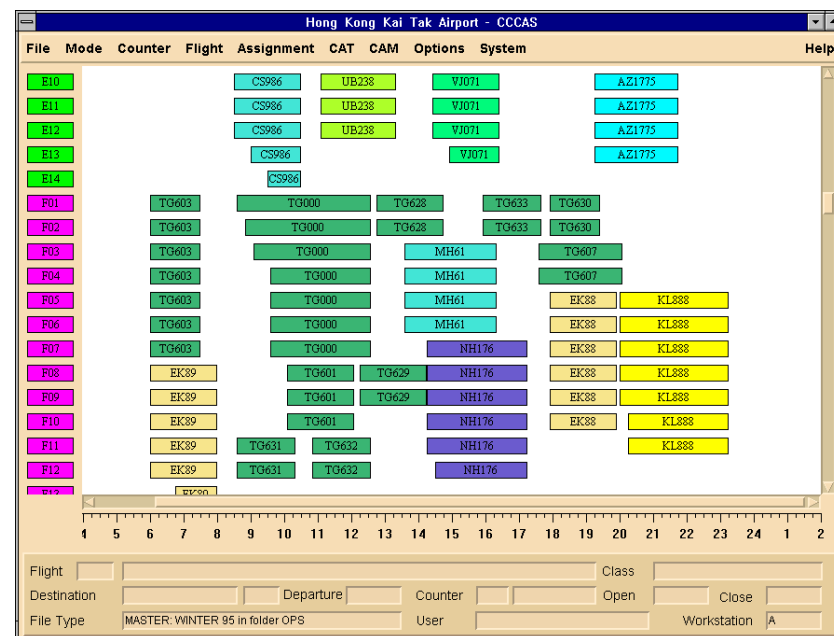 Hong Kong Kai Tak Airport - CCCAS
File Mode Counter Flight Assignment CAT CAM Options System Help
E10 CS986 UB238 VJ071 AZ1775
E11 CS986 UB238 VJ071 AZ1775
E12 CS986 UB238 VJ071 AZ1775
E13 CS986 VJ071 AZ1775
E14 CS986
F01 TG603 TG000 TG628 TG633 TG630
F02 TG603 TG000 TG628 TG633 TG630
F03 TG603 TG000 MH61 TG607
F04 TG603 TG000 MH61 TG607
F05 TG603 TG000 MH61 EK88 KL888
F06 TG603 TG000 MH61 EK88 KL888
F07 TG603 TG000 NH176 EK88 KL888
F08 EK89 TG601 TG629 NH176 EK88 KL888
F09 EK89 TG601 TG629 NH176 EK88 KL888
F10 EK89 TG601 NH176 EK88 KL888
F11 EK89 TG631 TG632 NH176 KL888
F12 EK89 TG631 TG632 NH176
F13 EK89
4 5 6 7 8 9 10 11 12 13 14 15 16 17 18 19 20 21 22 23 24 1 2
Flight Class
Destination Departure Counter Open Close
File Type MASTER: WINTER 95 in folder OPS User Workstation A